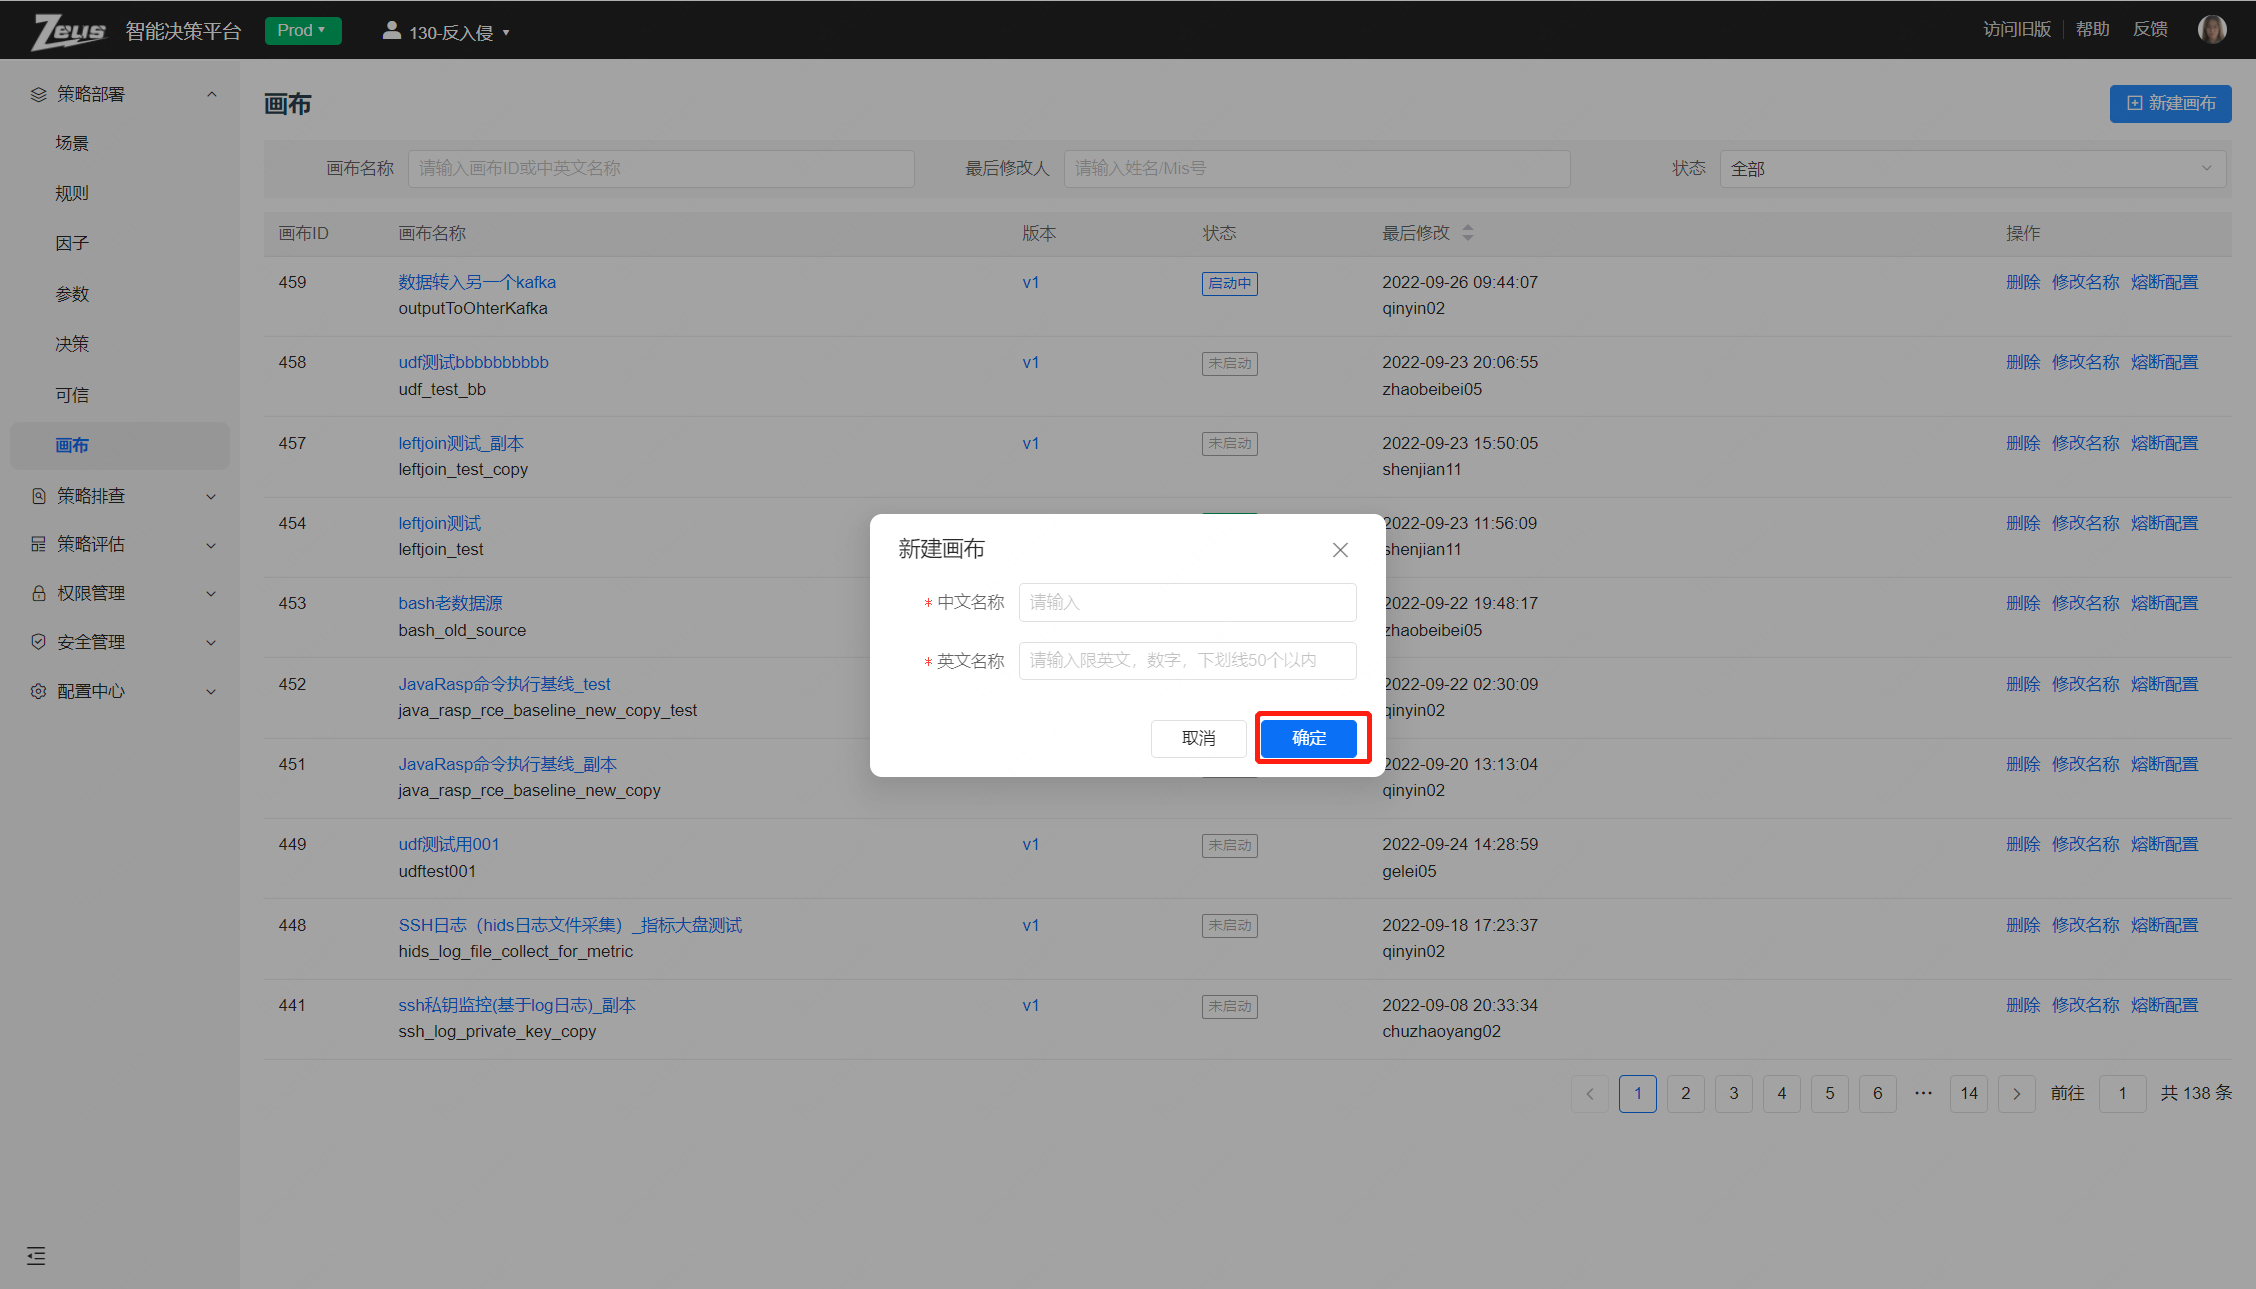 Zeus 智能决策平台 Prod 130-反入侵 访问旧版 帮助 反馈
策略部署
场景
规则
因子
参数
决策
可信
画布
策略排查
策略评估
权限管理
安全管理
配置中心
画布 新建画布
画布名称 请输入画布ID或中英文名称 最后修改人 请输入姓名/Mis号 状态 全部
画布ID 画布名称 版本 状态 最后修改 操作
459 数据转入另一个kafka v1 启动中 2022-09-26 09:44:07 删除 修改名称 熔断配置
outputToOhterKafka qinyin02
458 udf测试bbbbbbbbbb v1 未启动 2022-09-23 20:06:55 删除 修改名称 熔断配置
udf_test_bb zhaobeibei05
457 leftjoin测试_副本 v1 未启动 2022-09-23 15:50:05 删除 修改名称 熔断配置
leftjoin_test_copy shenjian11
454 leftjoin测试 2022-09-23 11:56:09 删除 修改名称 熔断配置
leftjoin_test shenjian11
453 bash老数据源 2022-09-22 19:48:17 删除 修改名称 熔断配置
bash_old_source zhaobeibei05
452 JavaRasp命令执行基线_test 2022-09-22 02:30:09 删除 修改名称 熔断配置
java_rasp_rce_baseline_new_copy_test qinyin02
451 JavaRasp命令执行基线_副本 2022-09-20 13:13:04 删除 修改名称 熔断配置
java_rasp_rce_baseline_new_copy qinyin02
449 udf测试用001 v1 未启动 2022-09-24 14:28:59 删除 修改名称 熔断配置
udftest001 gelei05
448 SSH日志（hids日志文件采集）_指标大盘测试 v1 未启动 2022-09-18 17:23:37 删除 修改名称 熔断配置
hids_log_file_collect_for_metric qinyin02
441 ssh私钥监控(基于log日志)_副本 v1 未启动 2022-09-08 20:33:34 删除 修改名称 熔断配置
ssh_log_private_key_copy chuzhaoyang02
1 2 3 4 5 6 ··· 14 前往 1 共 138 条
新建画布
* 中文名称 请输入
* 英文名称 请输入限英文，数字，下划线50个以内
取消 确定